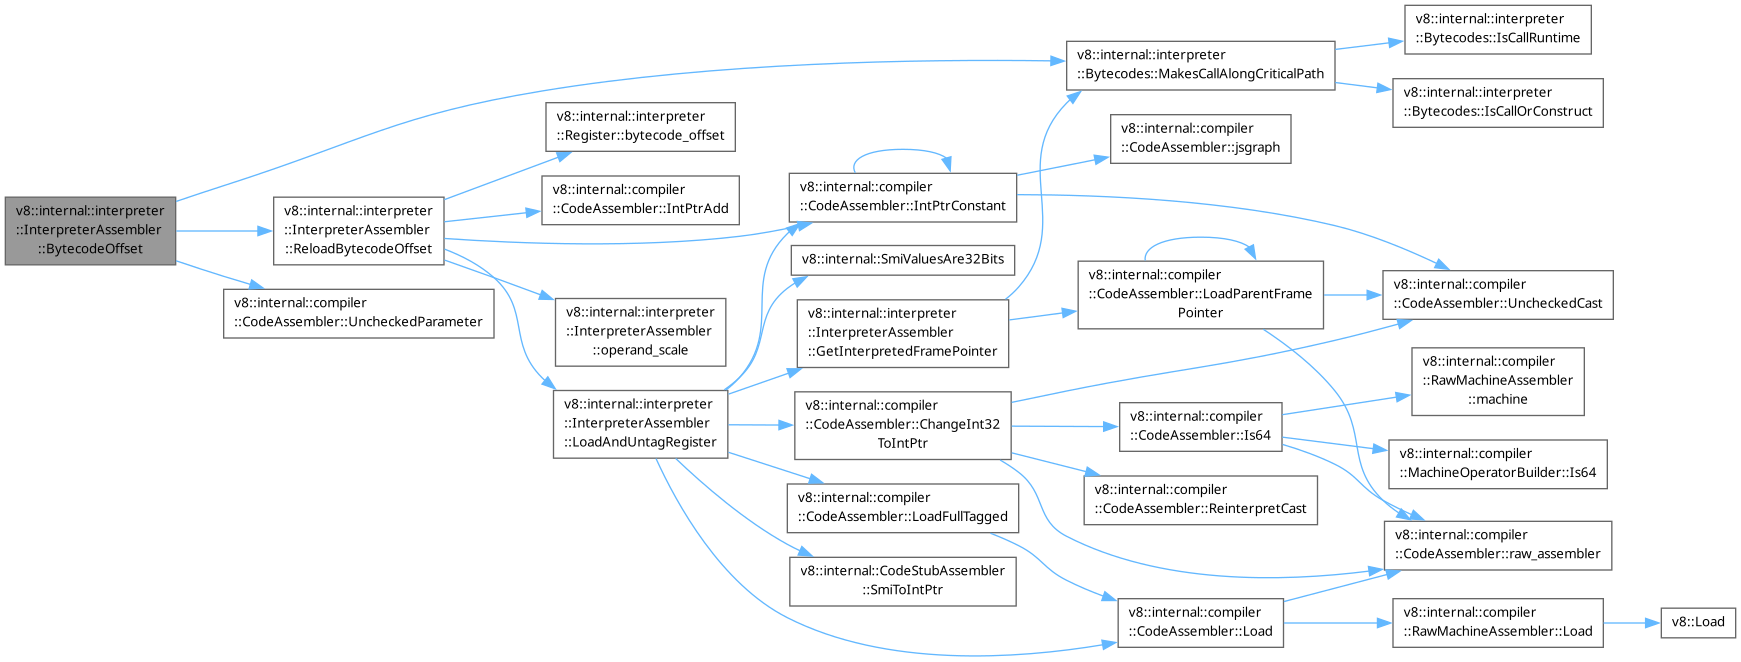 v8::internal::interpreter
::InterpreterAssembler
::BytecodeOffset
v8::internal::interpreter
::InterpreterAssembler
::ReloadBytecodeOffset
v8::internal::compiler
::CodeAssembler::UncheckedParameter
v8::internal::interpreter
::Register::bytecode_offset
v8::internal::compiler
::CodeAssembler::IntPtrAdd
v8::internal::interpreter
::InterpreterAssembler
::operand_scale
v8::internal::interpreter
::InterpreterAssembler
::LoadAndUntagRegister
v8::internal::compiler
::CodeAssembler::IntPtrConstant
v8::internal::SmiValuesAre32Bits
v8::internal::interpreter
::InterpreterAssembler
::GetInterpretedFramePointer
v8::internal::compiler
::CodeAssembler::ChangeInt32
ToIntPtr
v8::internal::compiler
::CodeAssembler::LoadFullTagged
v8::internal::CodeStubAssembler
::SmiToIntPtr
v8::internal::interpreter
::Bytecodes::MakesCallAlongCriticalPath
v8::internal::compiler
::CodeAssembler::jsgraph
v8::internal::compiler
::CodeAssembler::LoadParentFrame
Pointer
v8::internal::compiler
::CodeAssembler::Is64
v8::internal::compiler
::CodeAssembler::ReinterpretCast
v8::internal::compiler
::CodeAssembler::Load
v8::internal::interpreter
::Bytecodes::IsCallRuntime
v8::internal::interpreter
::Bytecodes::IsCallOrConstruct
v8::internal::compiler
::CodeAssembler::UncheckedCast
v8::internal::compiler
::RawMachineAssembler
::machine
v8::internal::compiler
::MachineOperatorBuilder::Is64
v8::internal::compiler
::CodeAssembler::raw_assembler
v8::internal::compiler
::RawMachineAssembler::Load
v8::Load